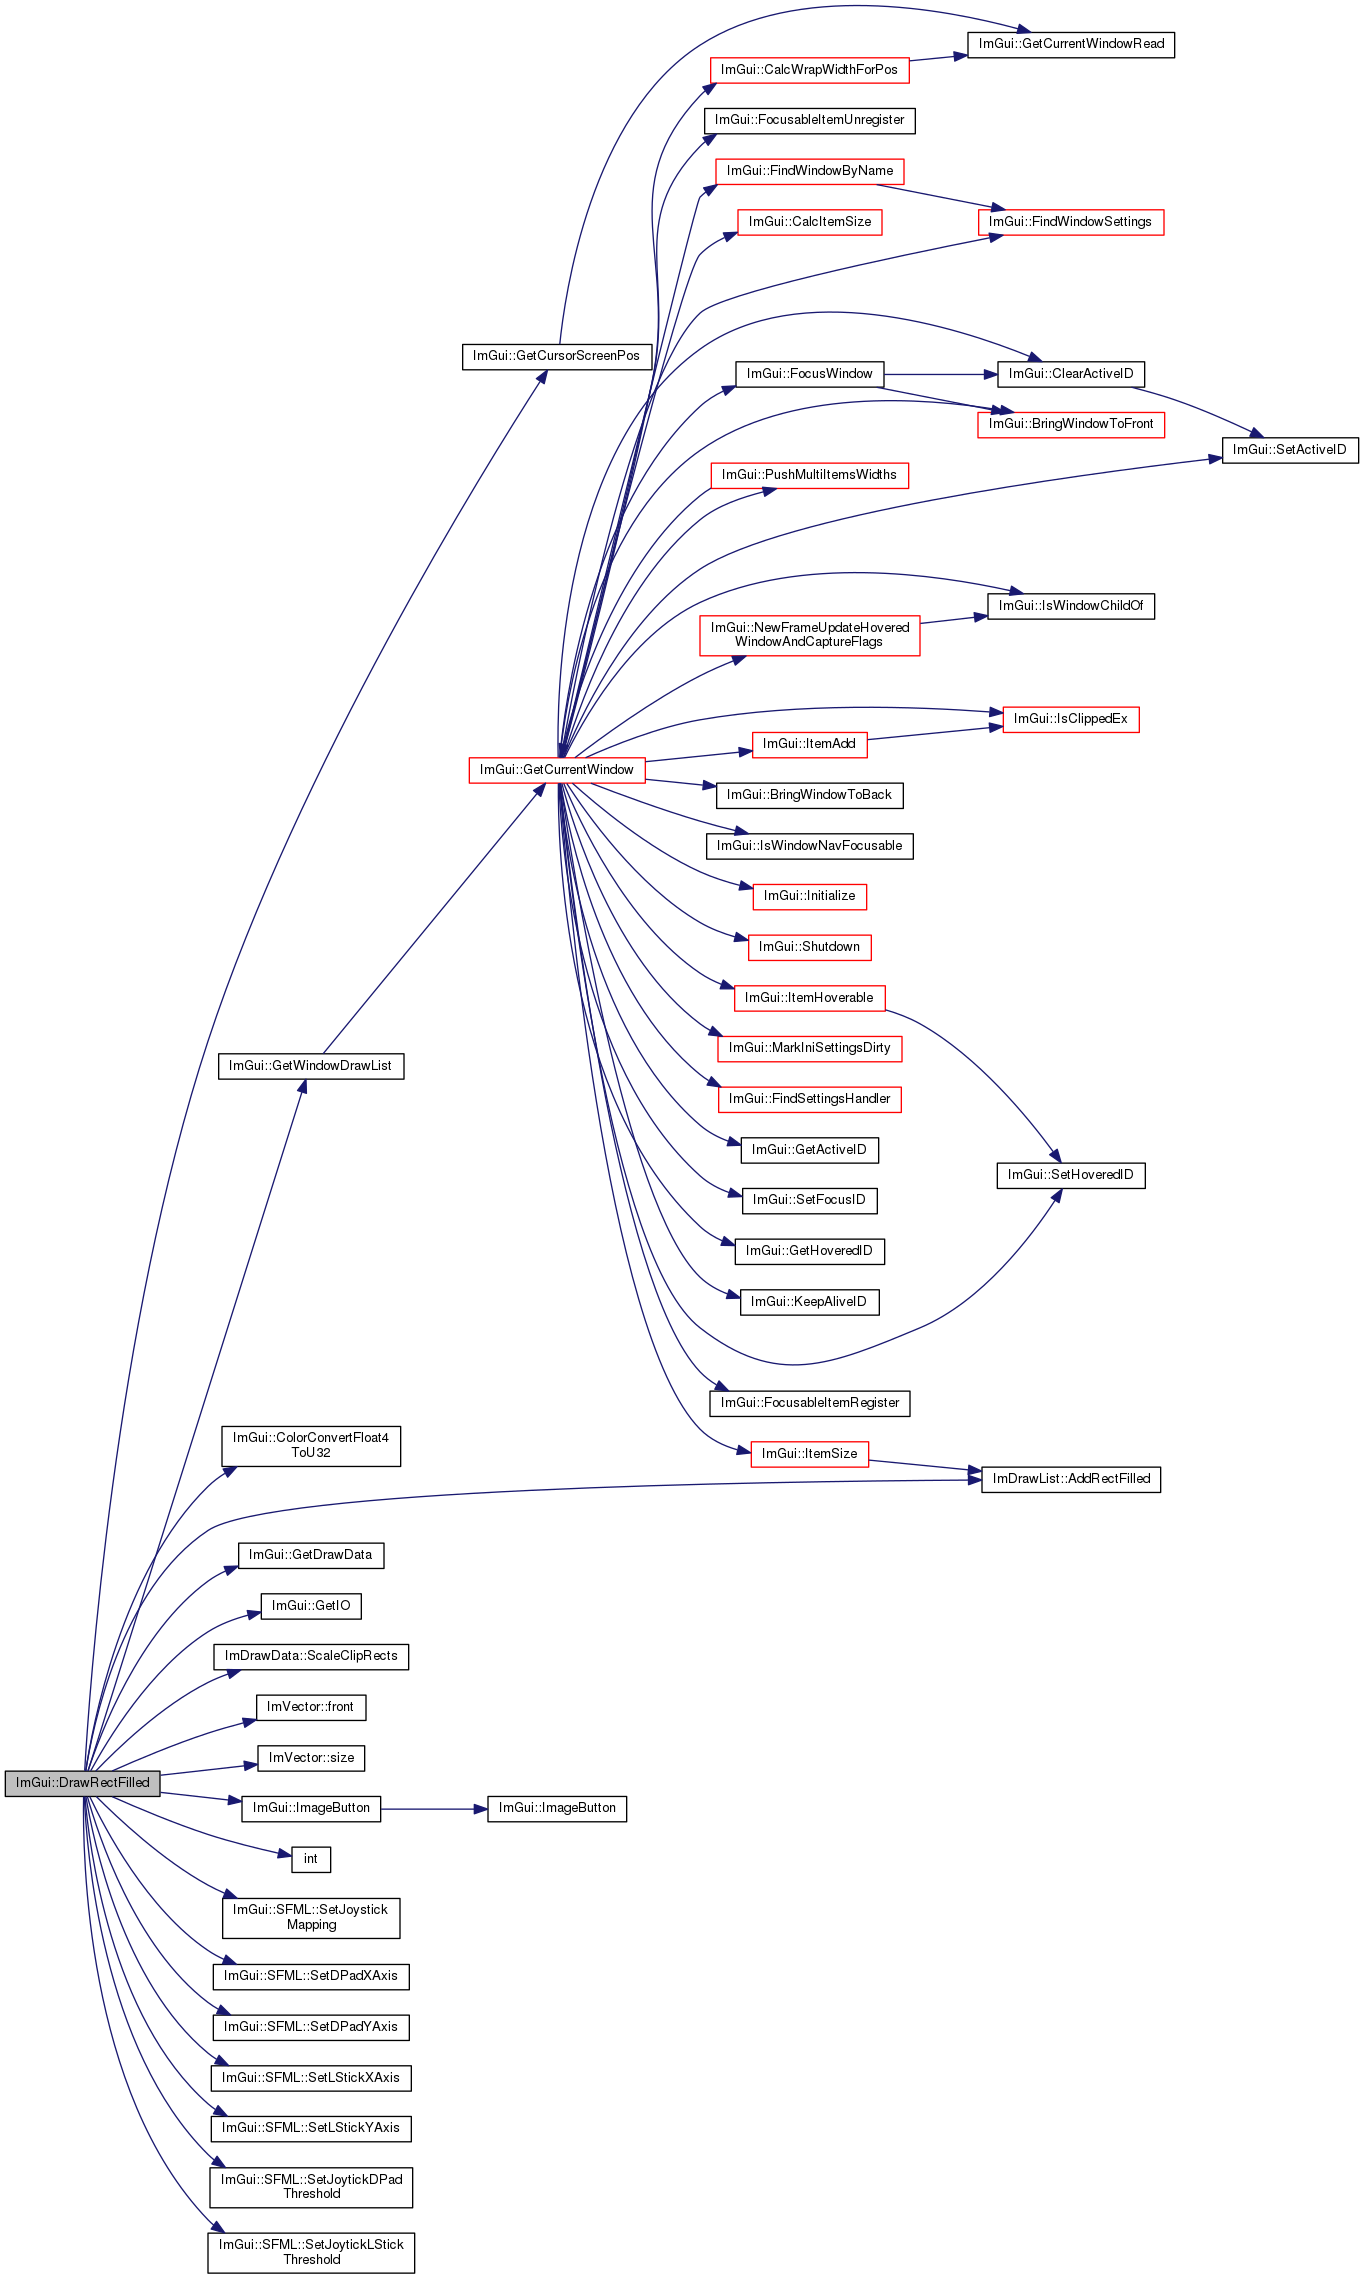 ImGui::GetCurrentWindowRead
ImGui::CalcWrapWidthForPos
ImGui::FocusableItemUnregister
ImGui::FindWindowByName
ImGui::CalcItemSize
ImGui::FindWindowSettings
ImGui::GetCursorScreenPos
ImGui::FocusWindow
ImGui::ClearActiveID
ImGui::BringWindowToFront
ImGui::SetActiveID
ImGui::PushMultiItemsWidths
ImGui::IsWindowChildOf
ImGui::NewFrameUpdateHovered
WindowAndCaptureFlags
ImGui::IsClippedEx
ImGui::ItemAdd
ImGui::GetCurrentWindow
ImGui::BringWindowToBack
ImGui::IsWindowNavFocusable
ImGui::Initialize
ImGui::Shutdown
ImGui::ItemHoverable
ImGui::MarkIniSettingsDirty
ImGui::GetWindowDrawList
ImGui::FindSettingsHandler
ImGui::GetActiveID
ImGui::SetHoveredID
ImGui::SetFocusID
ImGui::GetHoveredID
ImGui::KeepAliveID
ImGui::FocusableItemRegister
ImGui::ColorConvertFloat4
ToU32
ImGui::ItemSize
ImDrawList::AddRectFilled
ImGui::GetDrawData
ImGui::GetIO
ImDrawData::ScaleClipRects
ImVector::front
ImVector::size
ImGui::DrawRectFilled
ImGui::ImageButton
ImGui::ImageButton
int
ImGui::SFML::SetJoystick
Mapping
ImGui::SFML::SetDPadXAxis
ImGui::SFML::SetDPadYAxis
ImGui::SFML::SetLStickXAxis
ImGui::SFML::SetLStickYAxis
ImGui::SFML::SetJoytickDPad
Threshold
ImGui::SFML::SetJoytickLStick
Threshold